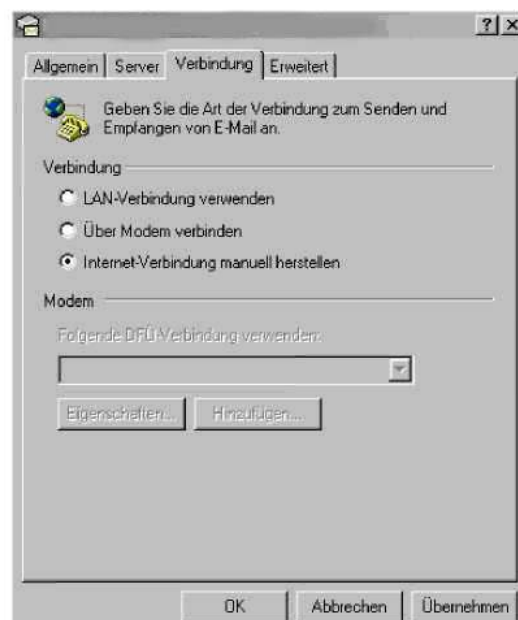 Allgemein Server Verbindung Erweitert
Geben Sie die Art der Verbindung zum Senden und
Empfangen von E-Mail an.
Verbindung
LAN-Verbindung verwenden
Über Modem verbinden
Internet-Verbindung manuell herstellen
Modem
Folgende DFÜ-Verbindung verwenden:
Eigenschaften... Hinzufügen...
OK Abbrechen Übernehmen